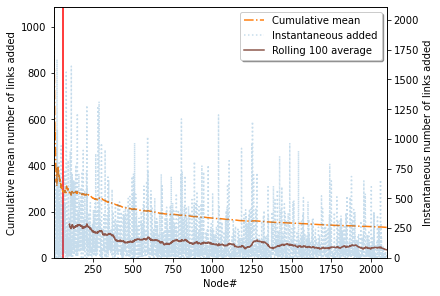 Cumulative mean number of links added
1000
800
600
400
200
0
Cumulative mean
Instantaneous added
Rolling 100 average
2000
1750
1500
1250
1000
750
500
250
0
Instantaneous number of links added
250 500 750 1000 1250 1500 1750 2000
Node#